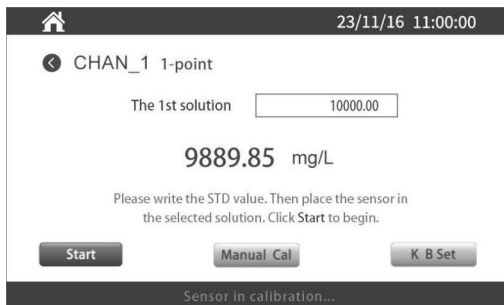 23/11/16 11:00:00
CHAN_1 1-point
The 1st solution 10000.00
9889.85 mg/L
Please write the STD value. Then place the sensor in
the selected solution. Click Start to begin.
Start Manual Cal K B Set
Sensor in calibration...